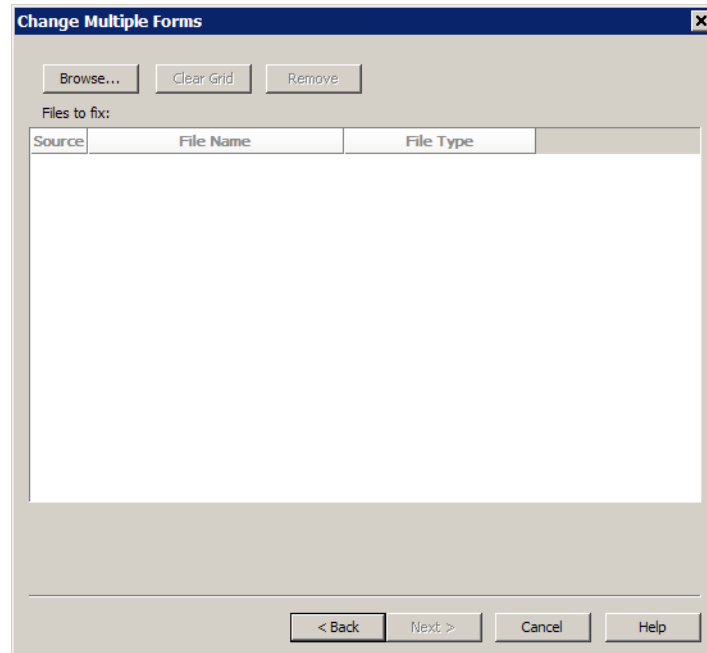 Change Multiple Forms
Browse... Clear Grid Remove
Files to fix:
Source File Name File Type
< Back Next > Cancel Help